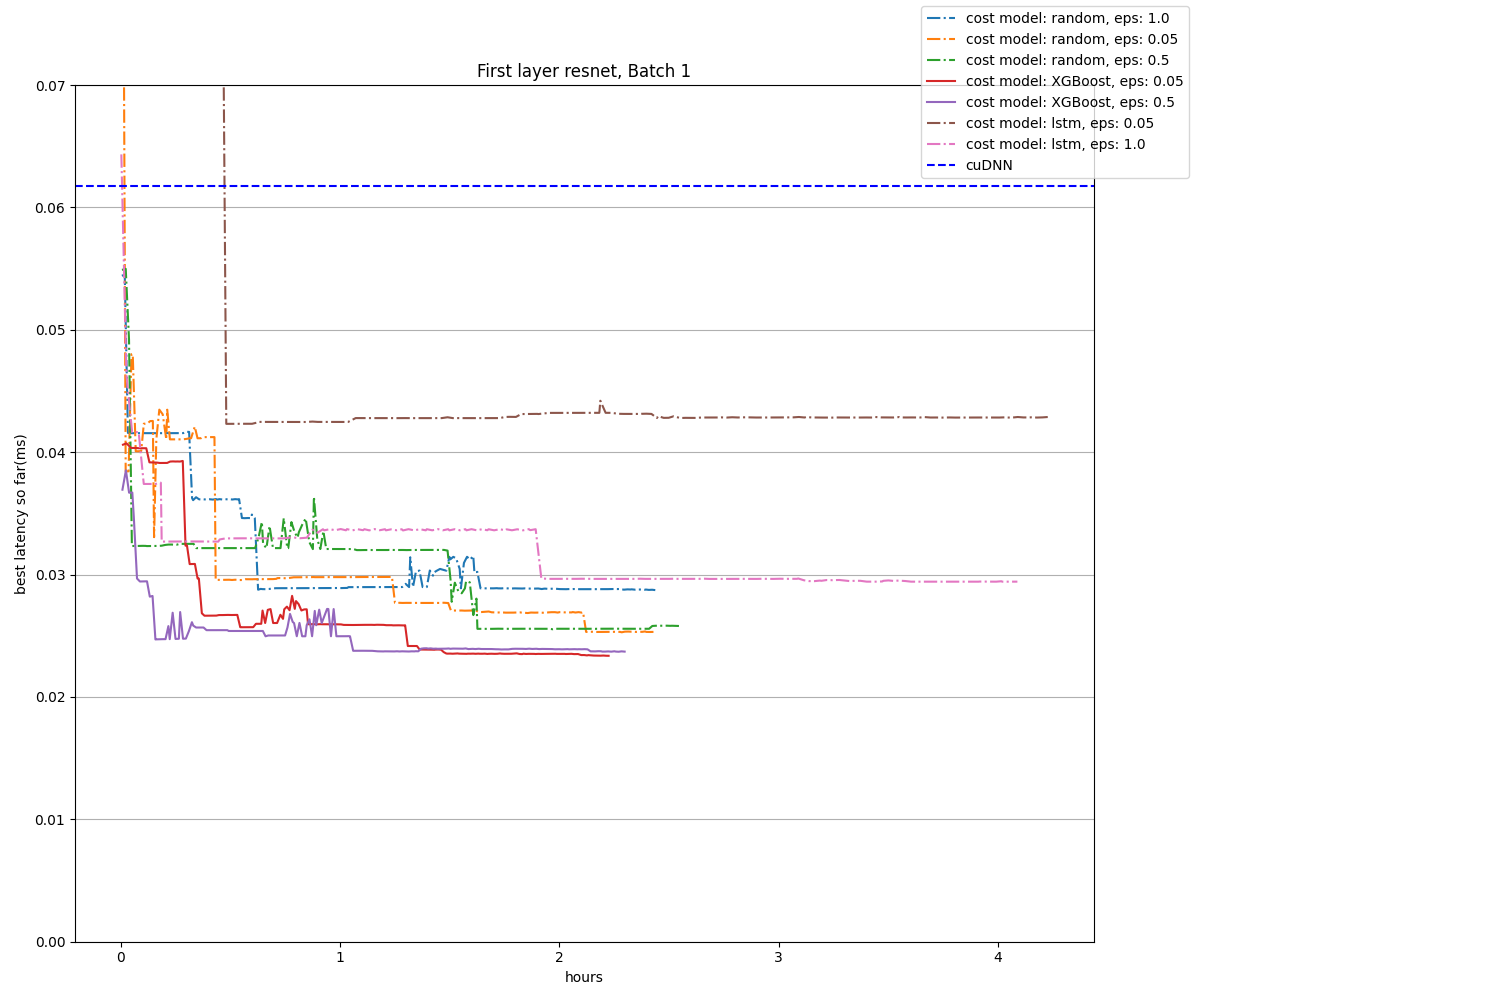 cost model: random, eps: 1.0
cost model: random, eps: 0.05
cost model: random, eps: 0.5
cost model: XGBoost, eps: 0.05
cost model: XGBoost, eps: 0.5
cost model: lstm, eps: 0.05
cost model: lstm, eps: 1.0
cuDNN
First layer resnet, Batch 1
best latency so far(ms)
0.07
0.06
0.05
0.04
0.03
0.02
0.01
0.00
0
1
2
3
4
hours